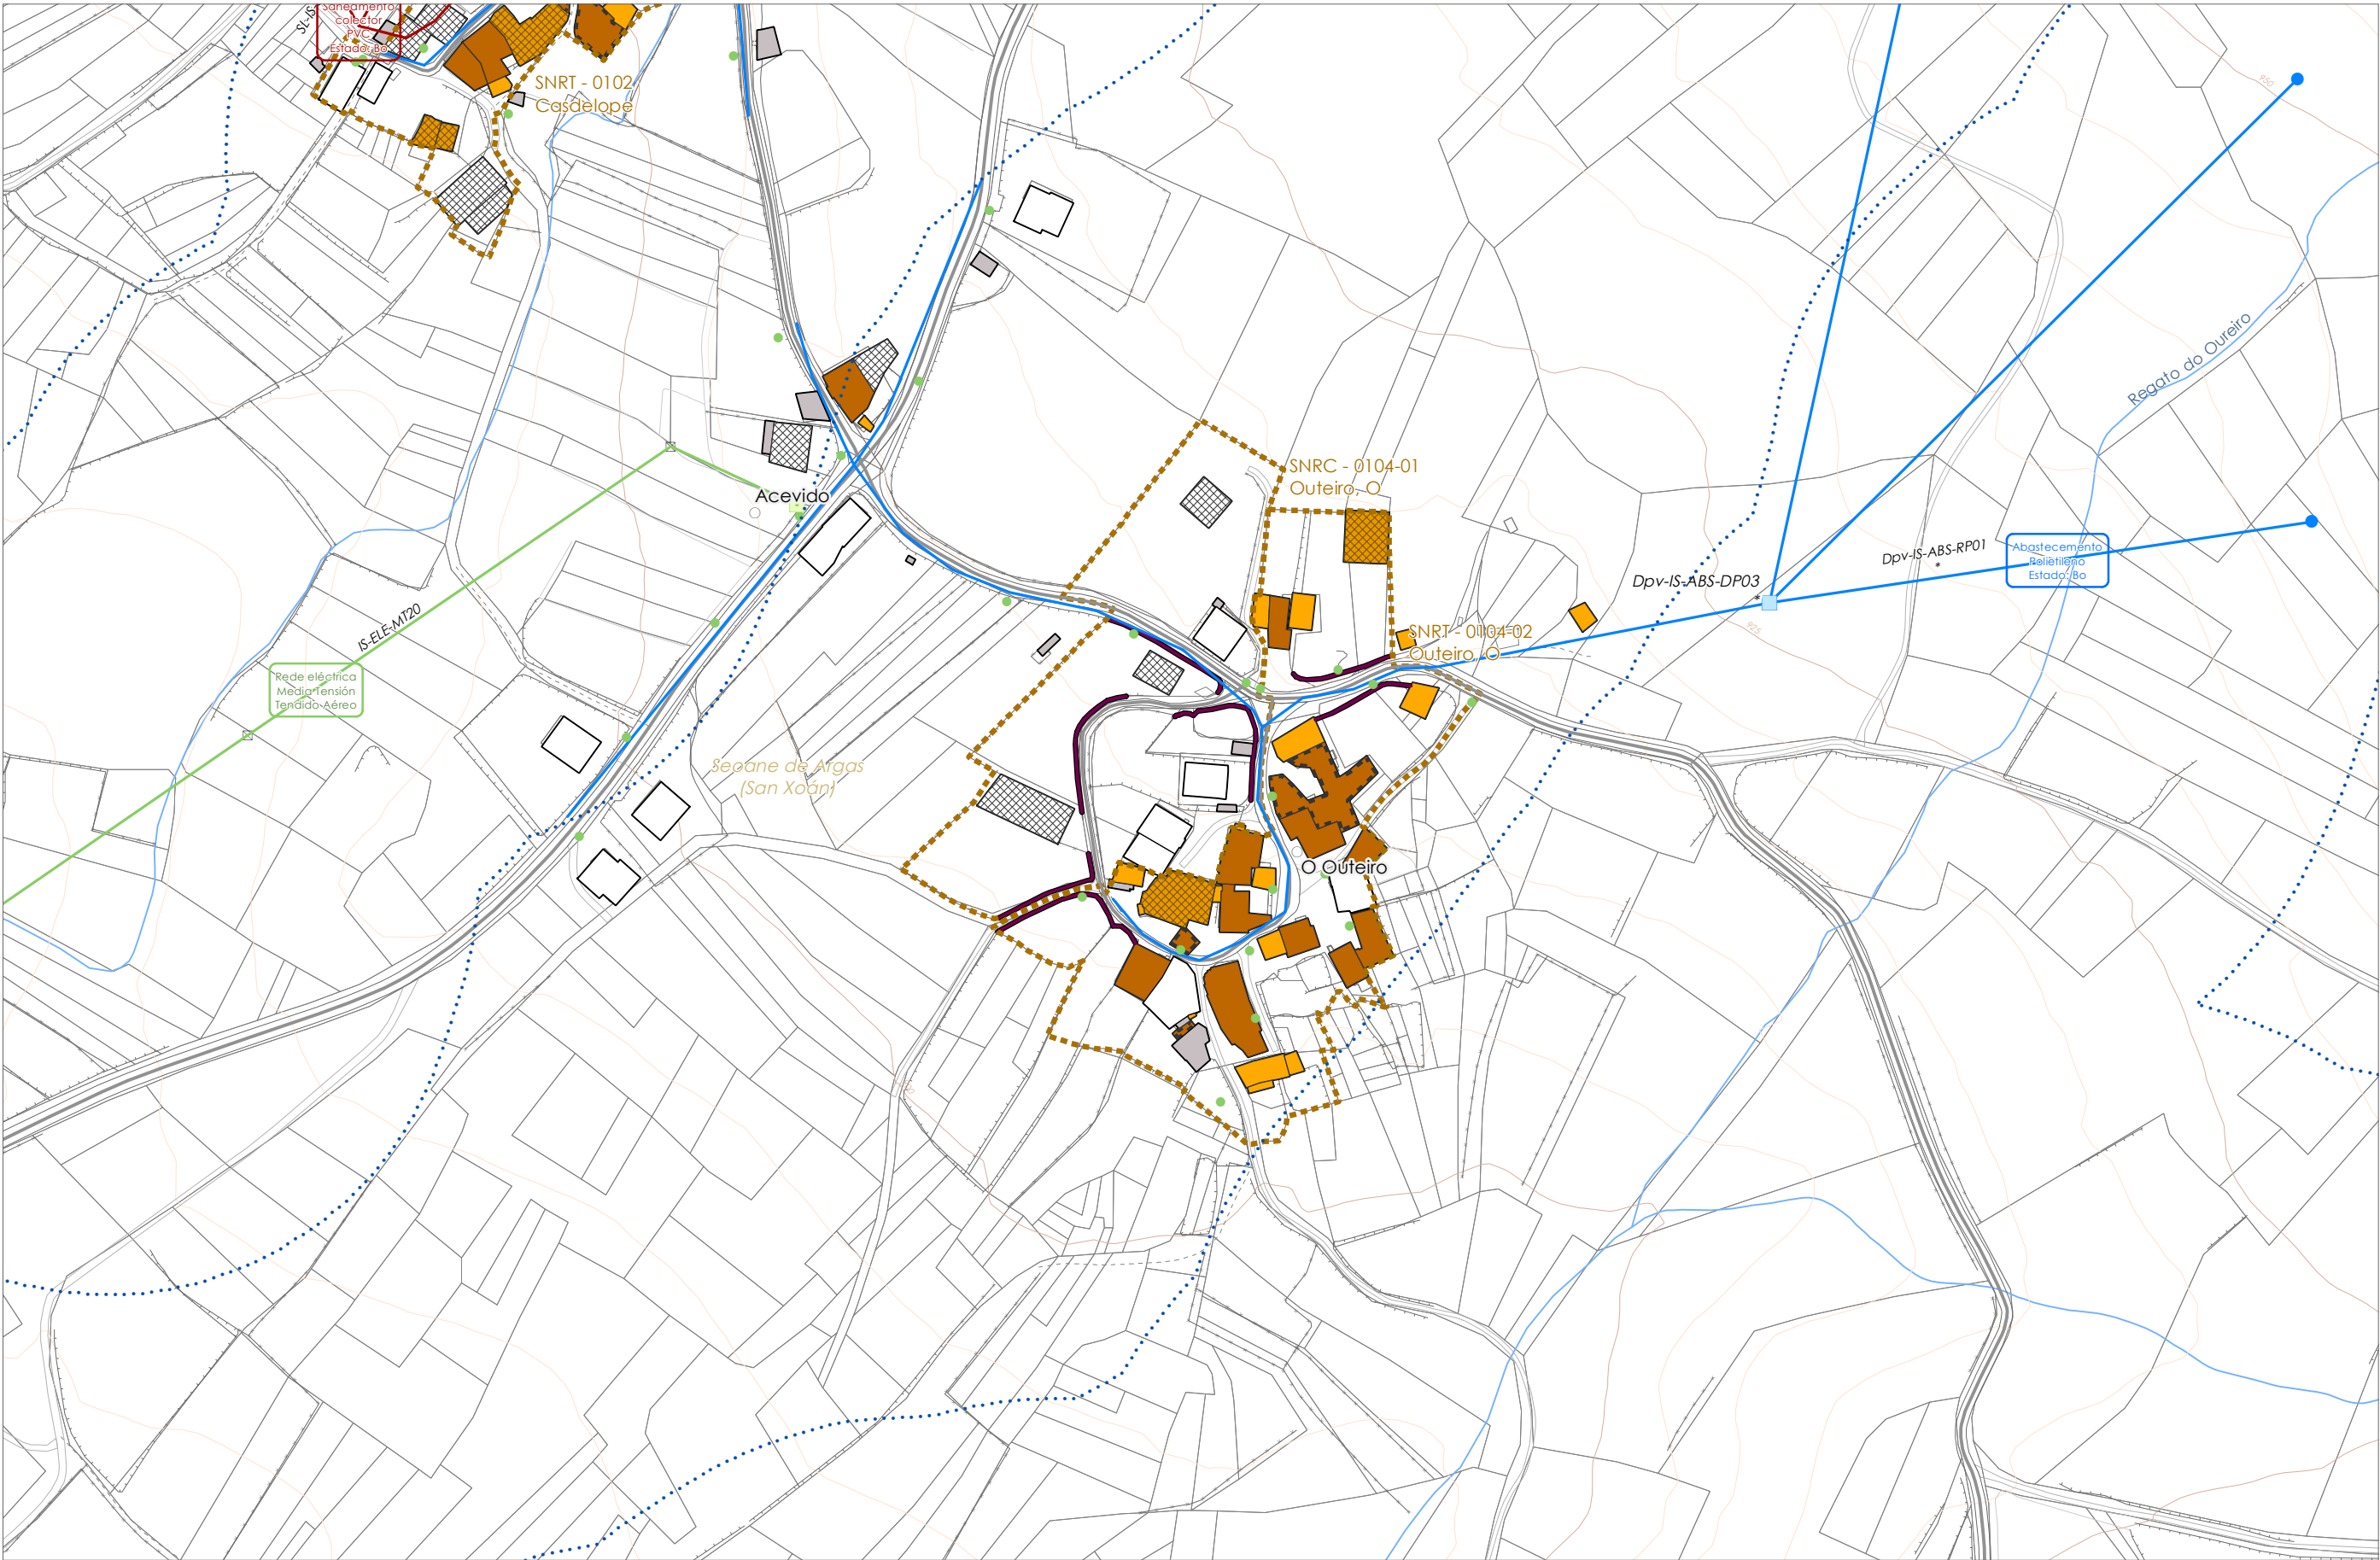 Saneamento
colector
PVC
Estado: Bo
SNRT - 0102
Casdelope
950
Regato do Oureiro
SNRC - 0104-01
Outeiro, O
Acevido
Dpv-IS-ABS-RP01
*
Abastecemento
Polietileno
Estado: Bo
Dpv-IS-ABS-DP03
*
IS-ELE-MT20
SNRT - 0104-02
Outeiro, O
925
Rede eléctrica
Media Tensión
Tendido Aéreo
Seoane de Argas
(San Xoán)
O Outeiro